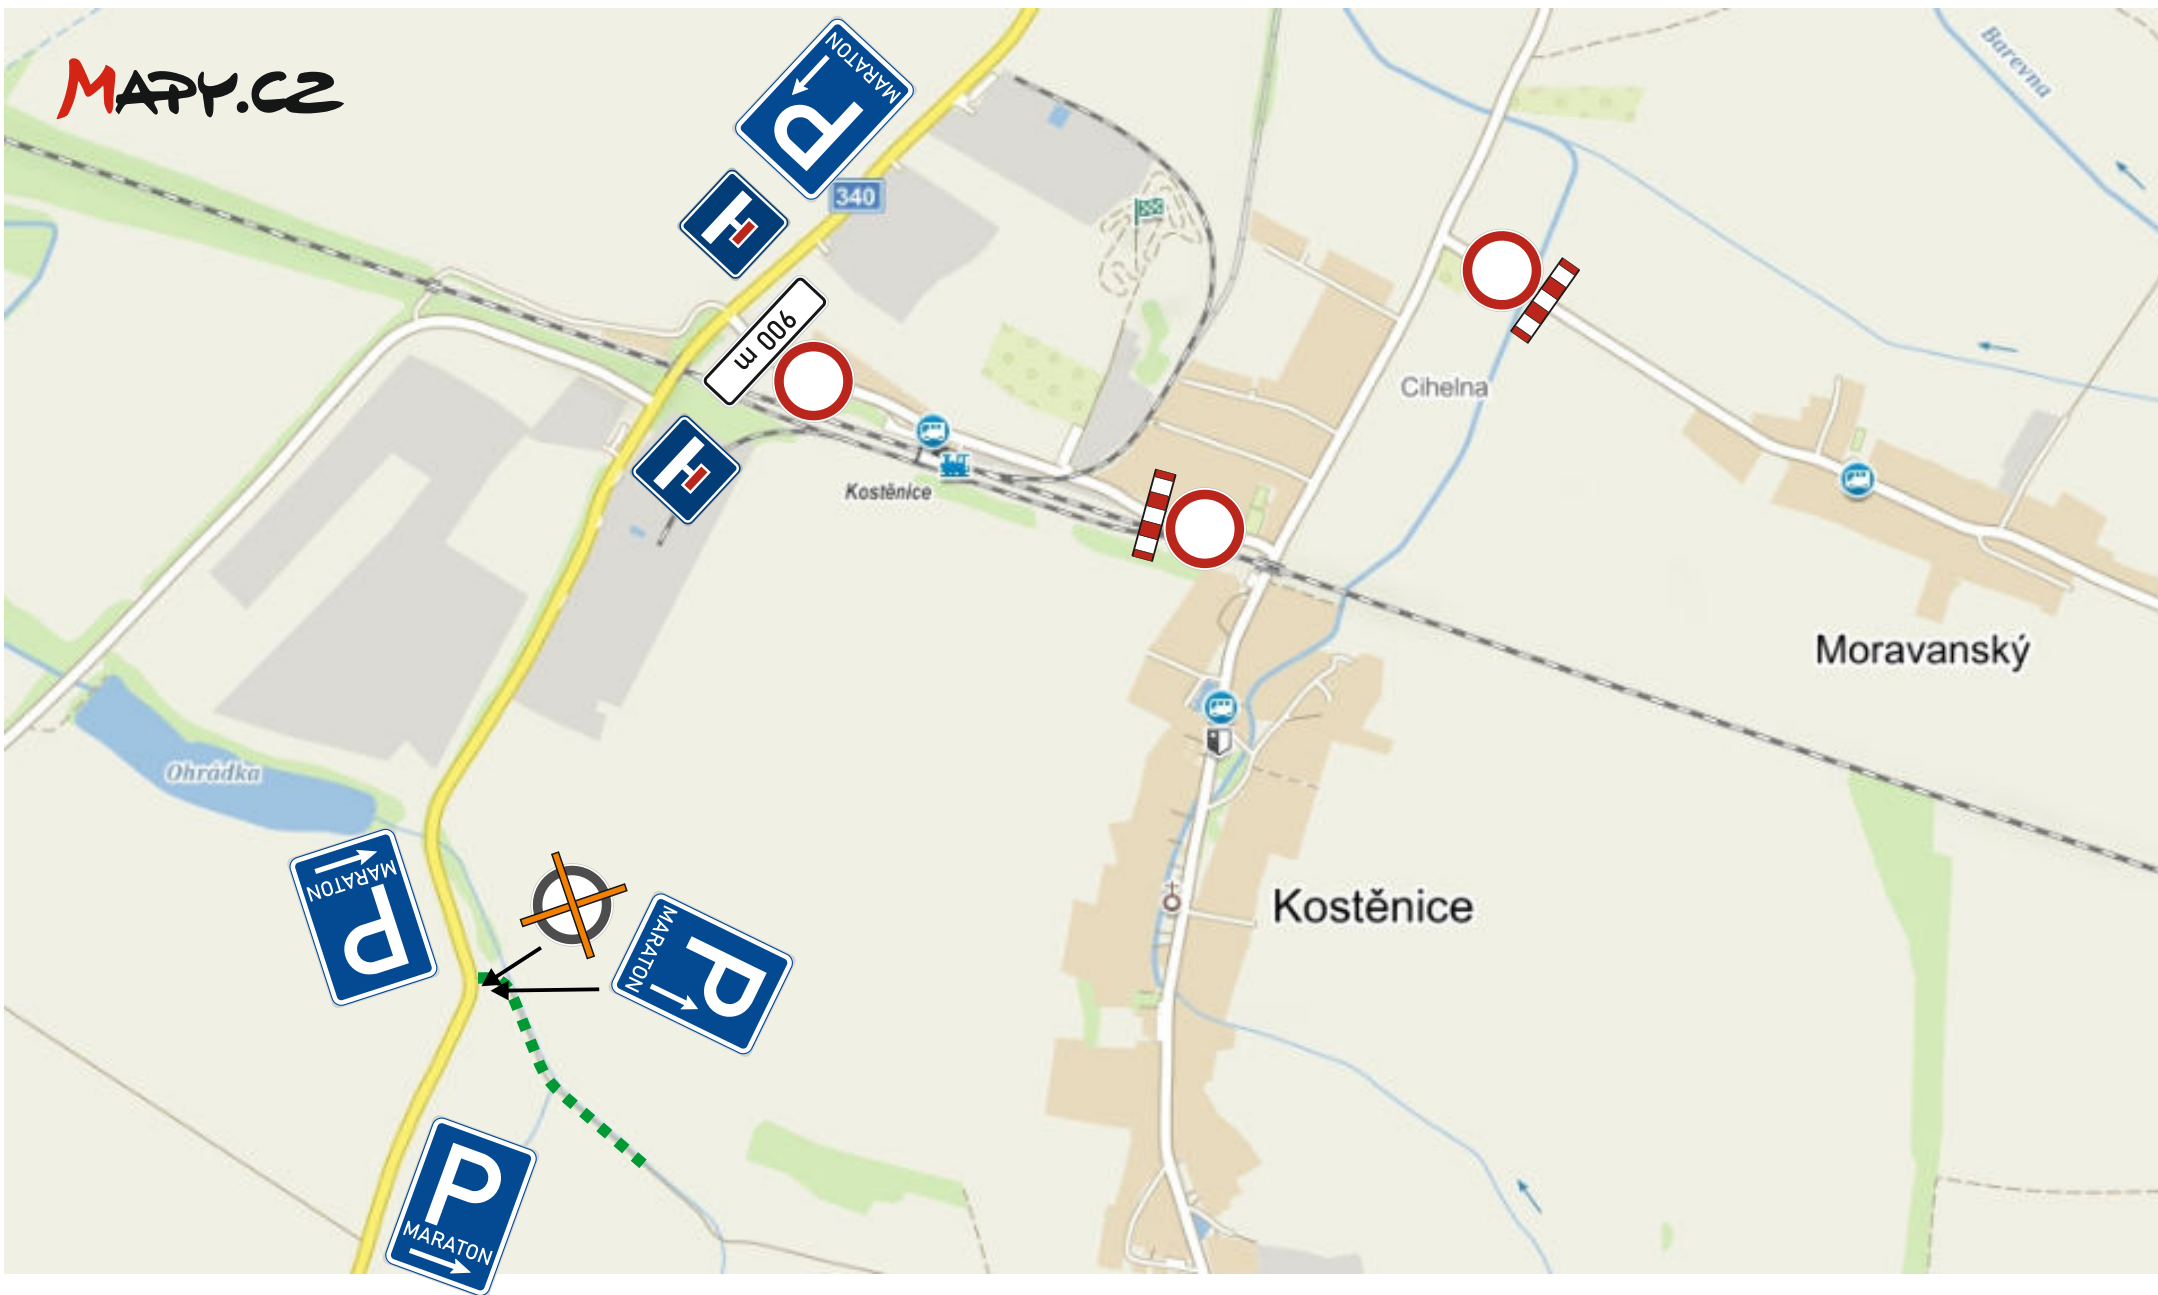 MAPY.CZ
MARATON
P
340
900 m
Barevna
Cihelna
Kostěnice
Moravanský
Ohrádka
MARATON
P
MARATON
P
Kostěnice
P
MARATON